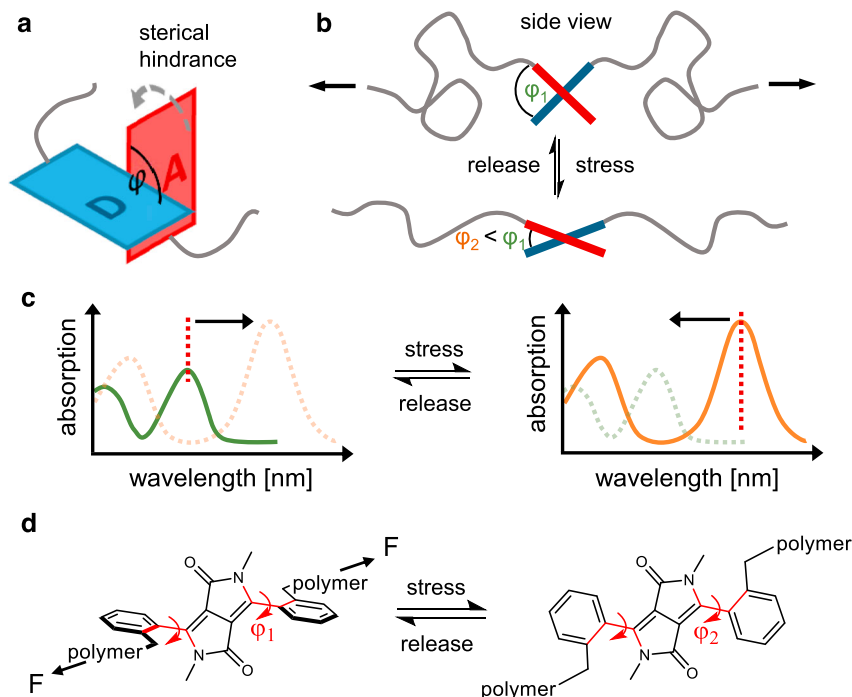 a
sterical
hindrance
φ
A
D
b
side view
φ1
release
stress
φ2 < φ1
c
absorption
wavelength [nm]
stress
release
absorption
wavelength [nm]
d
F
O
N
polymer
φ1
polymer
F
N
O
stress
release
polymer
O
N
φ2
N
O
polymer